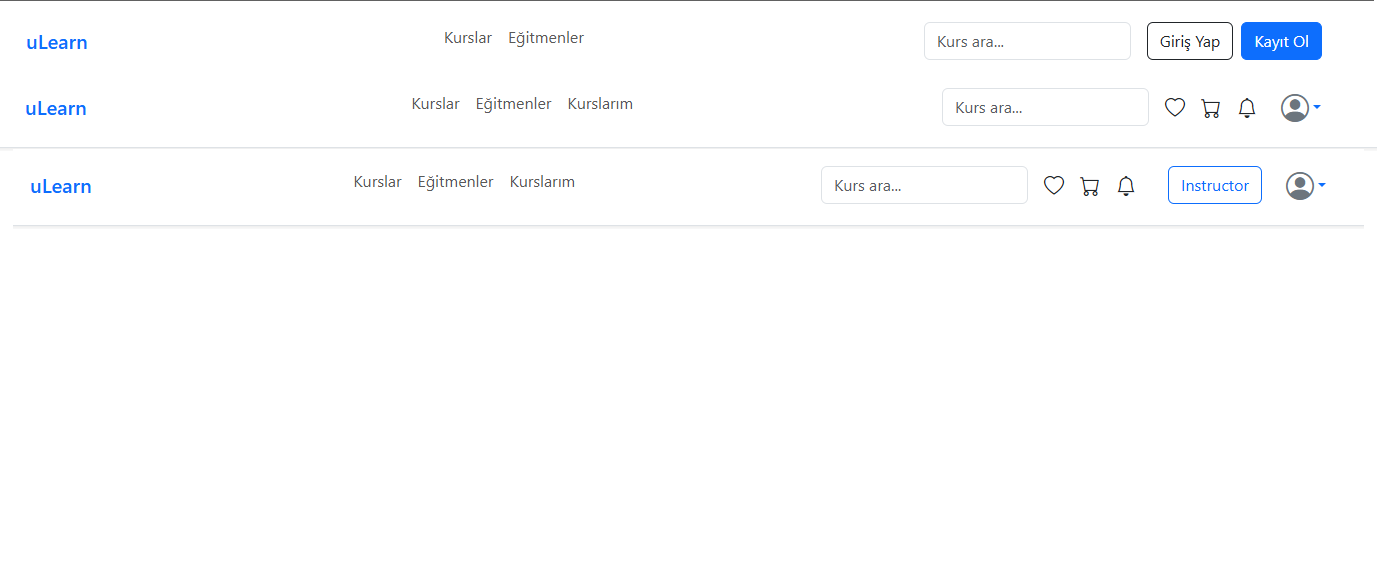 uLearn Kurslar Eğitmenler Kurs ara... Giriş Yap Kayıt Ol
uLearn Kurslar Eğitmenler Kurslarım Kurs ara...
uLearn Kurslar Eğitmenler Kurslarım Kurs ara... Instructor